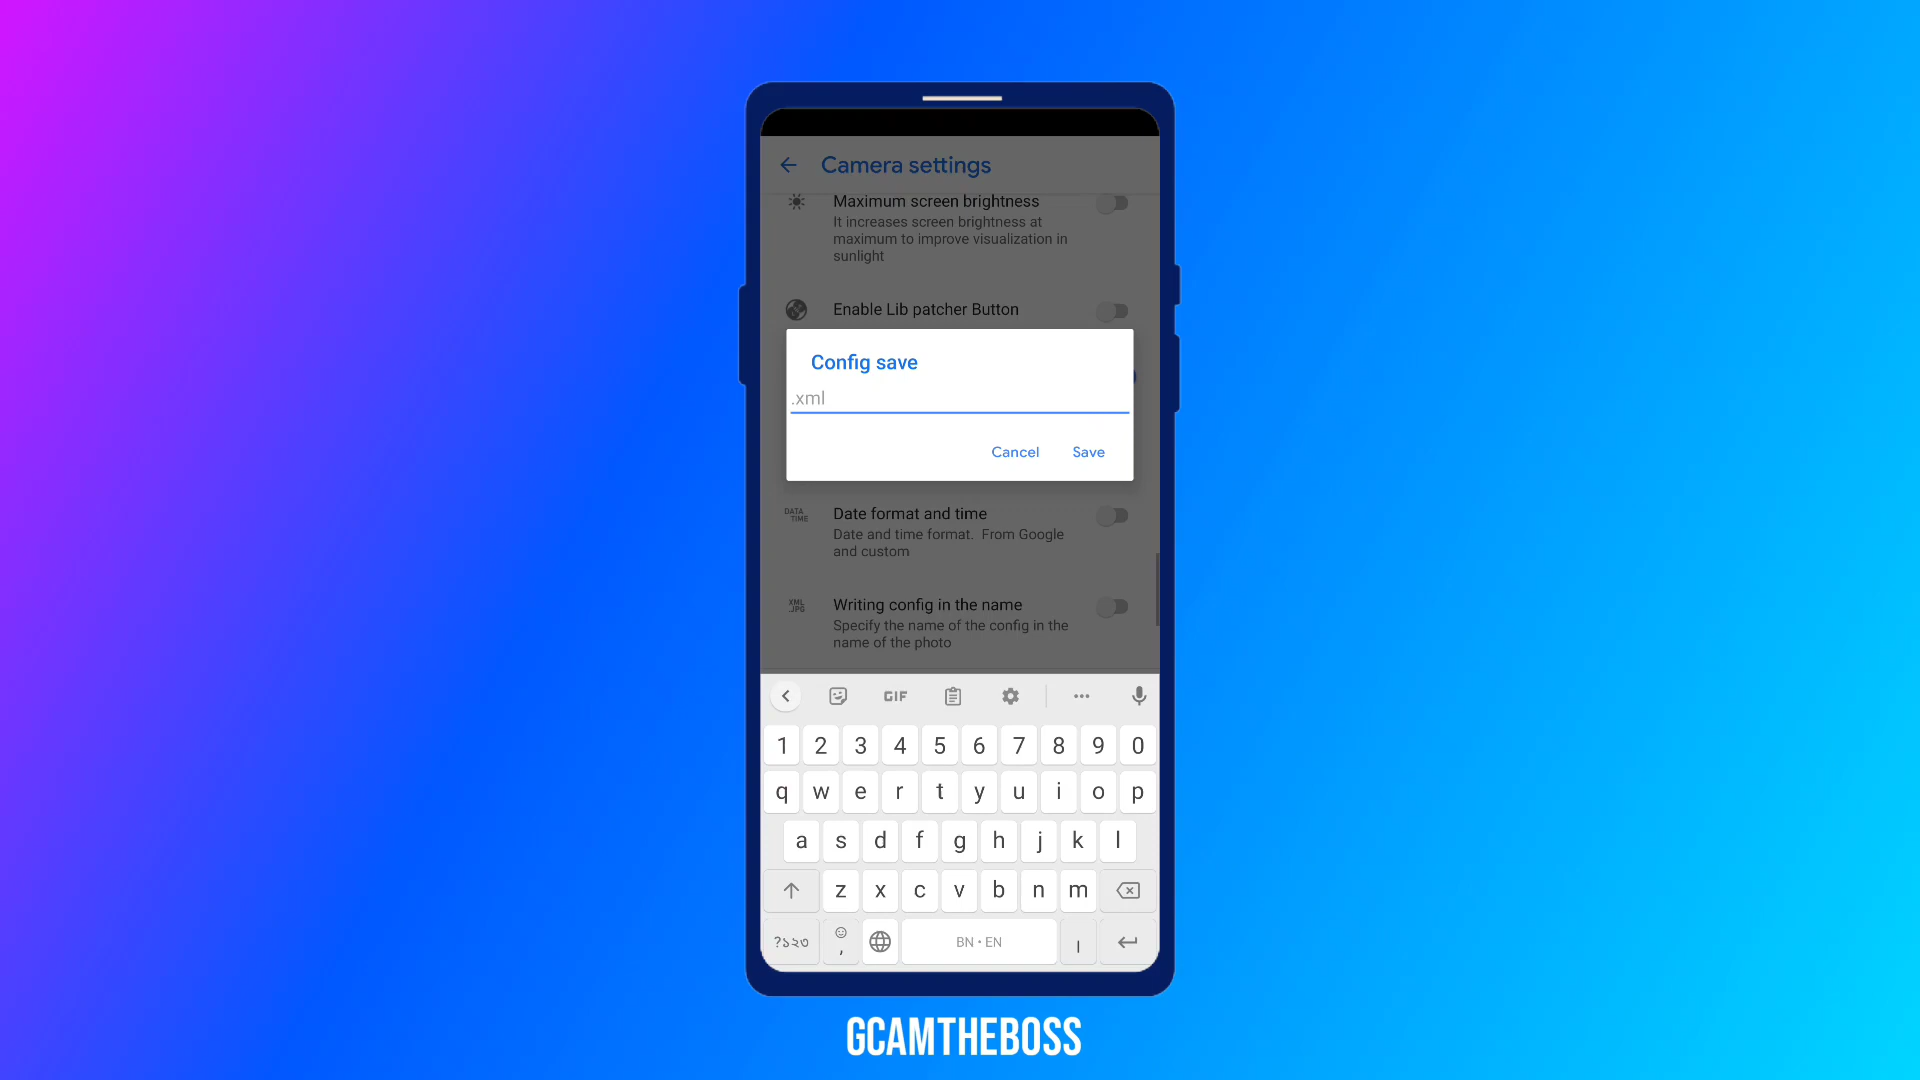 Camera settings
Maximum screen brightness
It increases screen brightness at
maximum to improve visualization in
sunlight
Enable Lib patcher Button
Config save
.xml
Cancel Save
DATA
TIME
Date format and time
Date and time format. From Google
and custom
XML
.JPG
Writing config in the name
Specify the name of the config in the
name of the photo
GIF
1 2 3 4 5 6 7 8 9 0
q w e r t y u i o p
a s d f g h j k l
z x c v b n m
?১২৩ , BN • EN ।
GCAMTHEBOSS